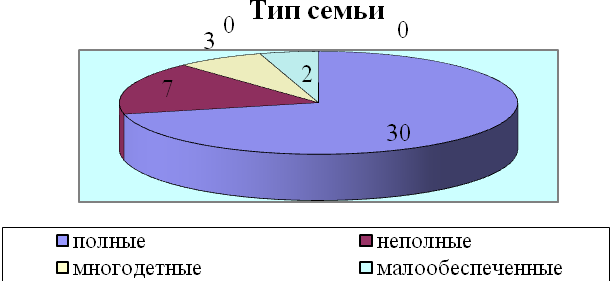 Тип семьи
0
0
3
7
2
30
полные
неполные
многодетные
малообеспеченные